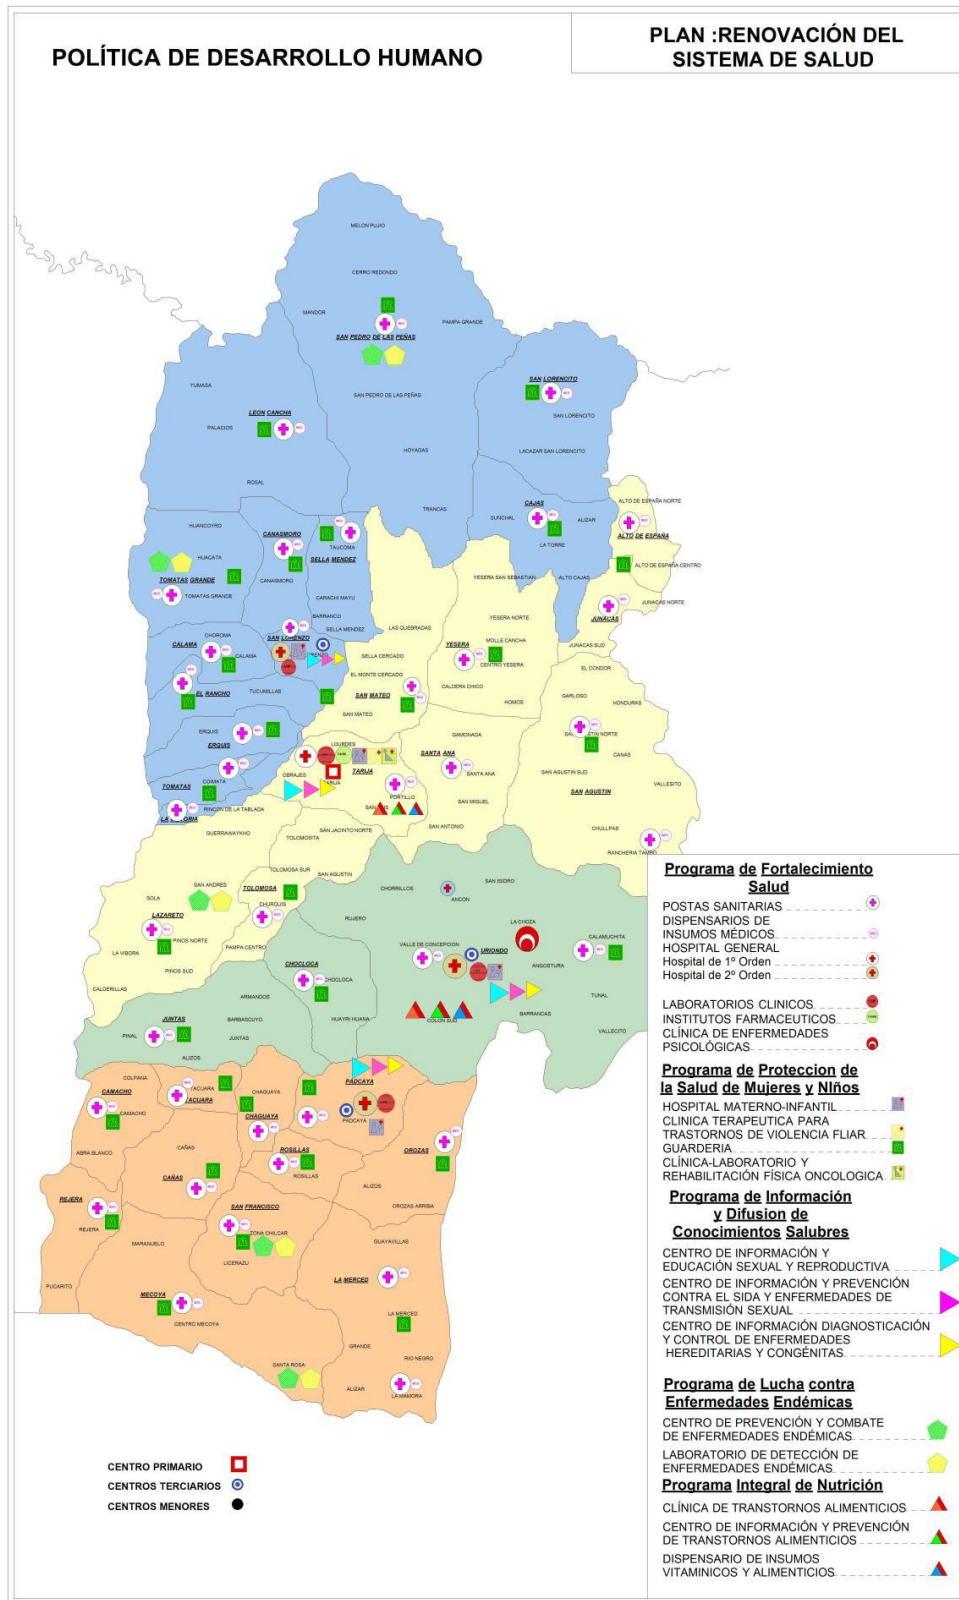 POLÍTICA DE DESARROLLO HUMANO
PLAN :RENOVACIÓN DEL
SISTEMA DE SALUD
MELON PUJIO
CERRO REDONDO
MANDOR
PAMPA GRANDE
SAN PEDRO DE LAS PEÑAS
YUMASA
SAN LORENCITO
SAN PEDRO DE LAS PEÑAS
LEON CANCHA
SAN LORENCITO
PALACIOS
HOYADAS
LACAZAR SAN LORENCITO
ROSAL
TRANCAS
CAJAS
ALTO DE ESPAÑA NORTE
HUANCOYRO
SUNCHAL
ALIZAR
CANASMORO
TAUCOMA
ALTO DE ESPAÑA
HUACATA
SELLA MENDEZ
LA TORRE
ALTO DE ESPAÑA CENTRO
TOMATAS GRANDE
CANASMORO
YESERA SAN SEBASTIAN
ALTO CAJAS
TOMATAS GRANDE
CARACHI MAYU
JUNACAS NORTE
BARRANCO
YESERA NORTE
JUNACAS
LAS QUEBRADAS
SELLA MENDEZ
CHOROMA
SAN LORENZO
MOLLE CANCHA
CALAMA
YESERA
JUNACAS SUD
CALAMA
SELLA CERCADO
CENTRO YESERA
EL CONDOR
EL MONTE CERCADO
EL RANCHO
TUCUMILLAS
SAN MATEO
CALDERA CHICO
GARLOSO
HONDURAS
SAN MATEO
HOMOS
ERQUIS
GAMONADA
CANAS
ERQUIS
LOURDES
SANTA ANA
TARIJA
SANTA ANA
SAN AGUSTIN SUD
COIMATA
OBRAJES
VALLESITO
TOMATAS
PORTILLO
SAN AGUSTIN
SAN MIGUEL
RINCON DE LA TABLADA
SAN ANTONIO
GUERRAWAYKHO
SAN JACINTO NORTE
CHULLPAS
TOLOMOSITA
RANCHERIA TAMBO
TOLOMOSA SUR
SAN AGUSTIN
SAN ANDRES
TOLOMOSA
CHORRILLOS
SAN ISIDRO
SOLA
ANCON
CHURQUIS
LAZARETO
RUJERO
LA CHOZA
PINOS NORTE
PAMPA CENTRO
VALLE DE CONCEPCION
URIONDO
CALAMUCHITA
LA VIBORA
CHOCLOCA
ANGOSTURA
PINOS SUD
CHOCLOCA
CALDERILLAS
ARMANDOS
TUNAL
JUNTAS
BARBASCUYO
HUAYRI HUANA
COLON SUD
BARRANCAS
VALLECITO
PINAL
JUNTAS
ALIZOS
COLPANA
PADCAYA
CAMACHO
YACUARA
CHAGUAYA
CAMACHO
TACUARA
CHAGUAYA
PADCAYA
ABRA BLANCO
CAÑAS
ROSILLAS
OROZAS
CAÑAS
ROSILLAS
ALIZOS
REJERA
SAN FRANCISCO
OROZAS ARRIBA
REJERA
ZONA CHILCAR
MARANUELO
GUAYAVILLAS
LICERAZU
LA MERCED
PUCARITO
MECOYA
LA MERCED
CENTRO MECOYA
GRANDE
RIO NEGRO
SANTA ROSA
ALIZAR
LA MAMORA
CENTRO PRIMARIO
CENTROS TERCIARIOS
CENTROS MENORES
Programa de Fortalecimiento
Salud
POSTAS SANITARIAS
DISPENSARIOS DE
INSUMOS MÉDICOS
HOSPITAL GENERAL
Hospital de 1º Orden
Hospital de 2º Orden
LABORATORIOS CLINICOS
INSTITUTOS FARMACEUTICOS
CLÍNICA DE ENFERMEDADES
PSICOLÓGICAS
Programa de Proteccion de
la Salud de Mujeres y NIños
HOSPITAL MATERNO-INFANTIL
CLINICA TERAPEUTICA PARA
TRASTORNOS DE VIOLENCIA FLIAR
GUARDERIA
CLÍNICA-LABORATORIO Y
REHABILITACIÓN FÍSICA ONCOLOGICA
Programa de Información
y Difusion de
Conocimientos Salubres
CENTRO DE INFORMACIÓN Y
EDUCACIÓN SEXUAL Y REPRODUCTIVA
CENTRO DE INFORMACIÓN Y PREVENCIÓN
CONTRA EL SIDA Y ENFERMEDADES DE
TRANSMISIÓN SEXUAL
CENTRO DE INFORMACIÓN DIAGNOSTICACIÓN
Y CONTROL DE ENFERMEDADES
HEREDITARIAS Y CONGÉNITAS
Programa de Lucha contra
Enfermedades Endémicas
CENTRO DE PREVENCIÓN Y COMBATE
DE ENFERMEDADES ENDÉMICAS
LABORATORIO DE DETECCIÓN DE
ENFERMEDADES ENDÉMICAS
Programa Integral de Nutrición
CLÍNICA DE TRANSTORNOS ALIMENTICIOS
CENTRO DE INFORMACIÓN Y PREVENCIÓN
DE TRANSTORNOS ALIMENTICIOS
DISPENSARIO DE INSUMOS
VITAMINICOS Y ALIMENTICIOS